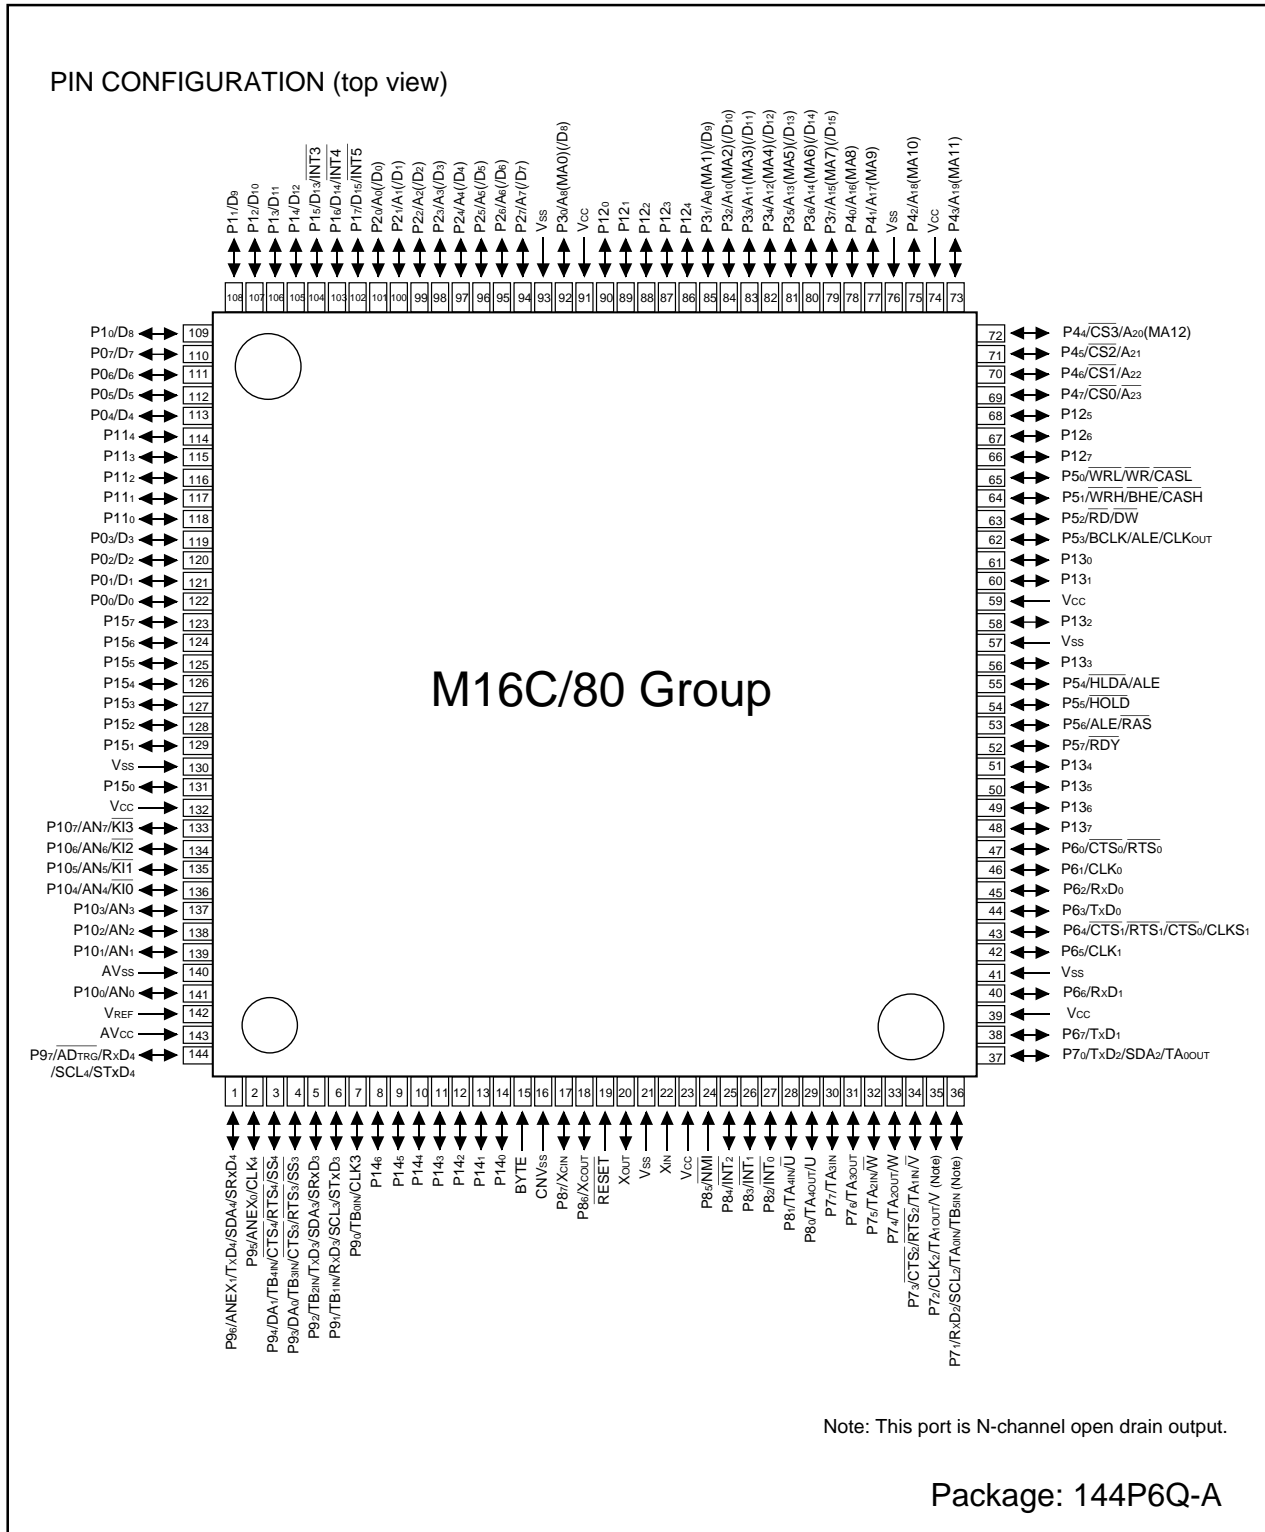 PIN CONFIGURATION (top view)
P11/D9
P12/D10
P13/D11
P14/D12
P15/D13/INT3
P16/D14/INT4
P17/D15/INT5
P20/A0(/D0)
P21/A1(/D1)
P22/A2(/D2)
P23/A3(/D3)
P24/A4(/D4)
P25/A5(/D5)
P26/A6(/D6)
P27/A7(/D7)
Vss
P30/A8(MA0)(/D8)
Vcc
P120
P121
P122
P123
P124
P31/A9(MA1)(/D9)
P32/A10(MA2)(/D10)
P33/A11(MA3)(/D11)
P34/A12(MA4)(/D12)
P35/A13(MA5)(/D13)
P36/A14(MA6)(/D14)
P37/A15(MA7)(/D15)
P40/A16(MA8)
P41/A17(MA9)
Vss
P42/A18(MA10)
Vcc
P43/A19(MA11)
108 107 106 105 104 103 102 101 100 99 98 97 96 95 94 93 92 91 90 89 88 87 86 85 84 83 82 81 80 79 78 77 76 75 74 73
P10/D8 109
P07/D7 110
P06/D6 111
P05/D5 112
P04/D4 113
P114 114
P113 115
P112 116
P111 117
P110 118
P03/D3 119
P02/D2 120
P01/D1 121
P00/D0 122
P157 123
P156 124
P155 125
P154 126
P153 127
P152 128
P151 129
Vss 130
P150 131
Vcc 132
P107/AN7/KI3 133
P106/AN6/KI2 134
P105/AN5/KI1 135
P104/AN4/KI0 136
P103/AN3 137
P102/AN2 138
P101/AN1 139
AVss 140
P100/AN0 141
VREF 142
AVcc 143
P97/ADTRG/RxD4 144
/SCL4/STxD4
M16C/80 Group
72 P44/CS3/A20(MA12)
71 P45/CS2/A21
70 P46/CS1/A22
69 P47/CS0/A23
68 P125
67 P126
66 P127
65 P50/WRL/WR/CASL
64 P51/WRH/BHE/CASH
63 P52/RD/DW
62 P53/BCLK/ALE/CLKOUT
61 P130
60 P131
59 Vcc
58 P132
57 Vss
56 P133
55 P54/HLDA/ALE
54 P55/HOLD
53 P56/ALE/RAS
52 P57/RDY
51 P134
50 P135
49 P136
48 P137
47 P60/CTS0/RTS0
46 P61/CLK0
45 P62/RxD0
44 P63/TxD0
43 P64/CTS1/RTS1/CTS0/CLKS1
42 P65/CLK1
41 Vss
40 P66/RxD1
39 Vcc
38 P67/TxD1
37 P70/TxD2/SDA2/TA0OUT
1 2 3 4 5 6 7 8 9 10 11 12 13 14 15 16 17 18 19 20 21 22 23 24 25 26 27 28 29 30 31 32 33 34 35 36
P96/ANEX1/TxD4/SDA4/SRxD4
P95/ANEX0/CLK4
P94/DA1/TB4IN/CTS4/RTS4/SS4
P93/DA0/TB3IN/CTS3/RTS3/SS3
P92/TB2IN/TxD3/SDA3/SRxD3
P91/TB1IN/RxD3/SCL3/STxD3
P90/TB0IN/CLK3
P146
P145
P144
P143
P142
P141
P140
BYTE
CNVss
P87/XCIN
P86/XCOUT
RESET
XOUT
Vss
XIN
Vcc
P85/NMI
P84/INT2
P83/INT1
P82/INT0
P81/TA4IN/U
P80/TA4OUT/U
P77/TA3IN
P76/TA3OUT
P75/TA2IN/W
P74/TA2OUT/W
P73/CTS2/RTS2/TA1IN/V
P72/CLK2/TA1OUT/V (Note)
P71/RxD2/SCL2/TA0IN/TB5IN (Note)
Note: This port is N-channel open drain output.
Package: 144P6Q-A